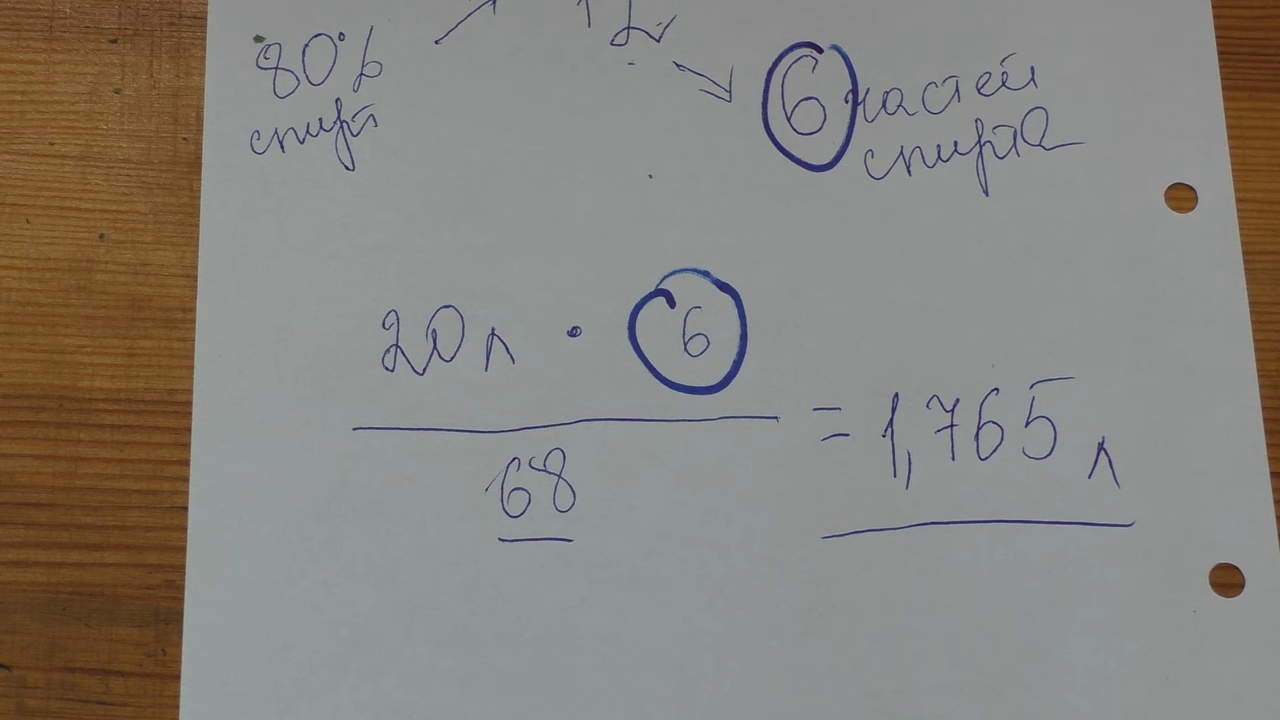 80%
спирт
12
6 частей
спирта
20л · 6
68
= 1,765 л